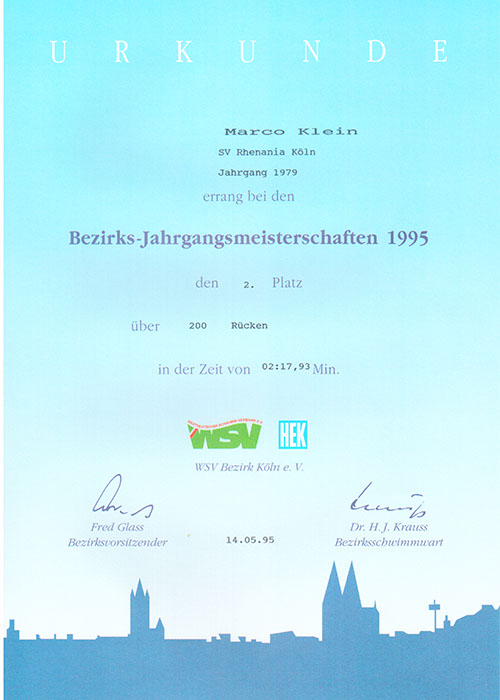 URKUNDE
Marco Klein
SV Rhenania Köln
Jahrgang 1979
errang bei den
Bezirks-Jahrgangsmeisterschaften 1995
den 2. Platz
über 200 Rücken
in der Zeit von 02:17,93 Min.
WSV HEK
WSV Bezirk Köln e. V.
Fred Glass
Bezirksvorsitzender
14.05.95
Dr. H. J. Krauss
Bezirksschwimmwart